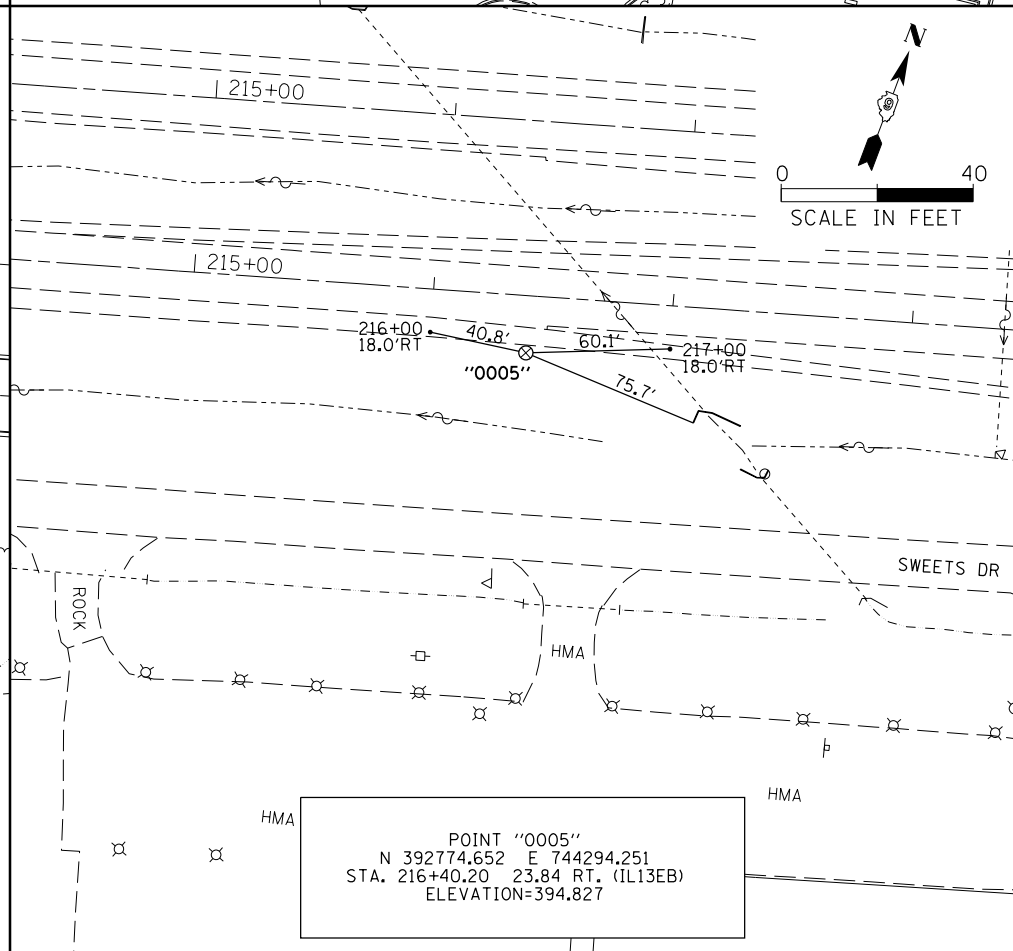 N
215+00
9
0 40
SCALE IN FEET
215+00
216+00
18.0'RT
40.8'
60.1'
217+00
18.0'RT
"0005"
75.7'
SWEETS DR
ROCK
HMA
HMA
HMA
POINT "0005"
N 392774.652 E 744294.251
STA. 216+40.20 23.84 RT. (IL13EB)
ELEVATION=394.827